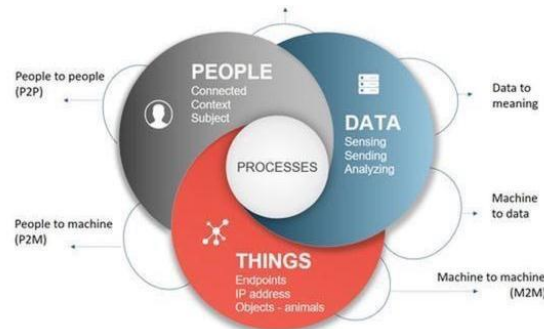 PEOPLE
Connected
Context
Subject
People to people
(P2P)
DATA
Sensing
Sending
Analyzing
Data to
meaning
PROCESSES
People to machine
(P2M)
Machine
to data
THINGS
Endpoints
IP address
Objects - animals
Machine to machine
(M2M)